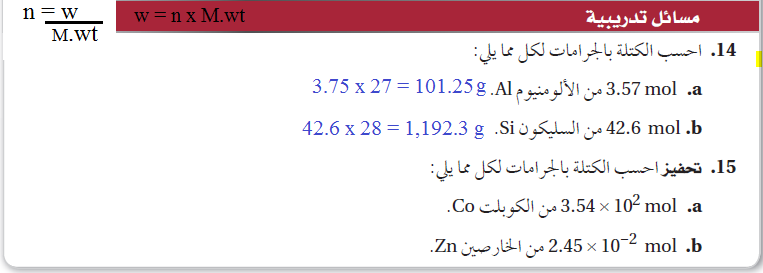 n = w
M.wt
w = n x M.wt
مسائل تدريبية
14. احسب الكتلة بالجرامات لكل مما يلي:
a. 3.57 mol من الألومنيوم Al. 3.75 x 27 = 101.25 g
b. 42.6 mol من السليكون Si. 42.6 x 28 = 1,192.3 g
15. تحفيز احسب الكتلة بالجرامات لكل مما يلي:
a. 3.54 × 10² mol من الكوبلت Co.
b. 2.45 × 10⁻² mol من الخارصين Zn.